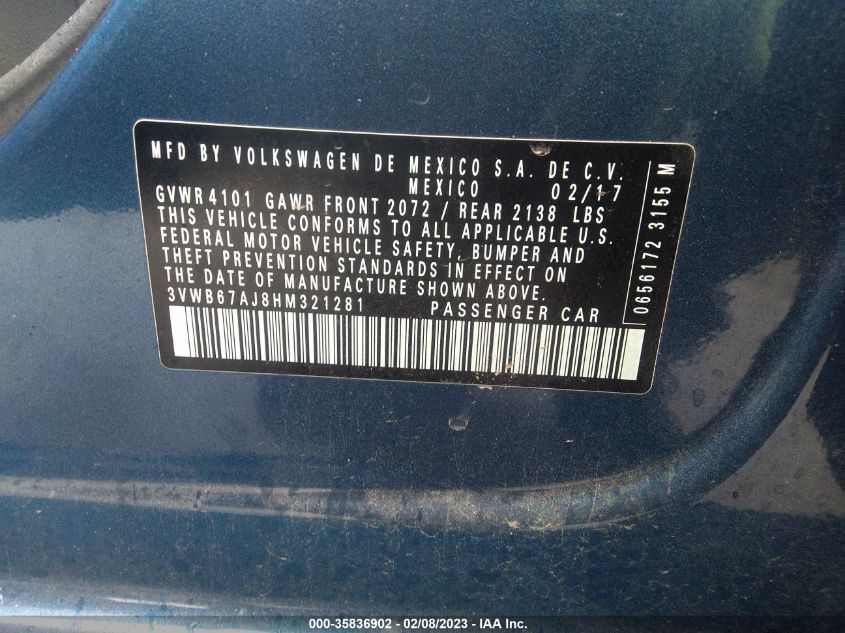 MFD BY VOLKSWAGEN DE MEXICO S.A. DE C.V.
MEXICO 02/17
GVWR 4101 GAWR FRONT 2072 / REAR 2138 LBS
THIS VEHICLE CONFORMS TO ALL APPLICABLE U.S.
FEDERAL MOTOR VEHICLE SAFETY, BUMPER AND
THEFT PREVENTION STANDARDS IN EFFECT ON
THE DATE OF MANUFACTURE SHOWN ABOVE.
3VWB67AJ8HM321281 PASSENGER CAR
0656172 3155 M
000-35836902 - 02/08/2023 - IAA Inc.